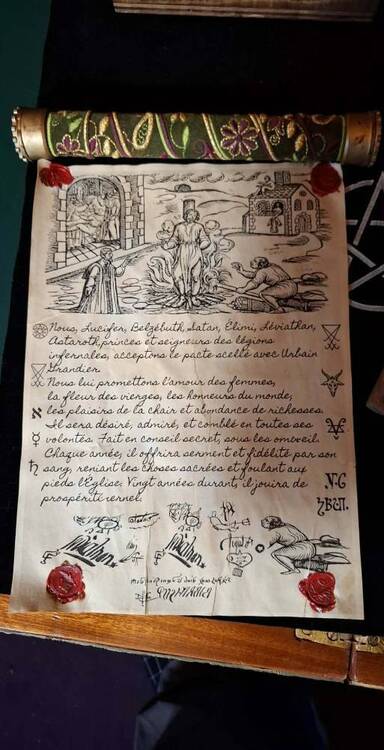 Nous, Lucifer, Belzébuth, Satan, Elimi, Léviathan,
Astaroth, princes et seigneurs des légions
infernales, acceptons le pacte scellé avec Urbain
Grandier.
Nous lui promettons l'amour des femmes,
la fleur des vierges, les honneurs du monde,
les plaisirs de la chair et abondance de richesses.
Il sera désiré, admiré, et comblé en toutes ses
volontés. Fait en conseil secret, sous les
Chaque année, il offrira serment et fidélité par son
sang, reniant les choses sacrées et foulant aux
pieds l'Église. Vingt années durant, il jouira de
prospérité